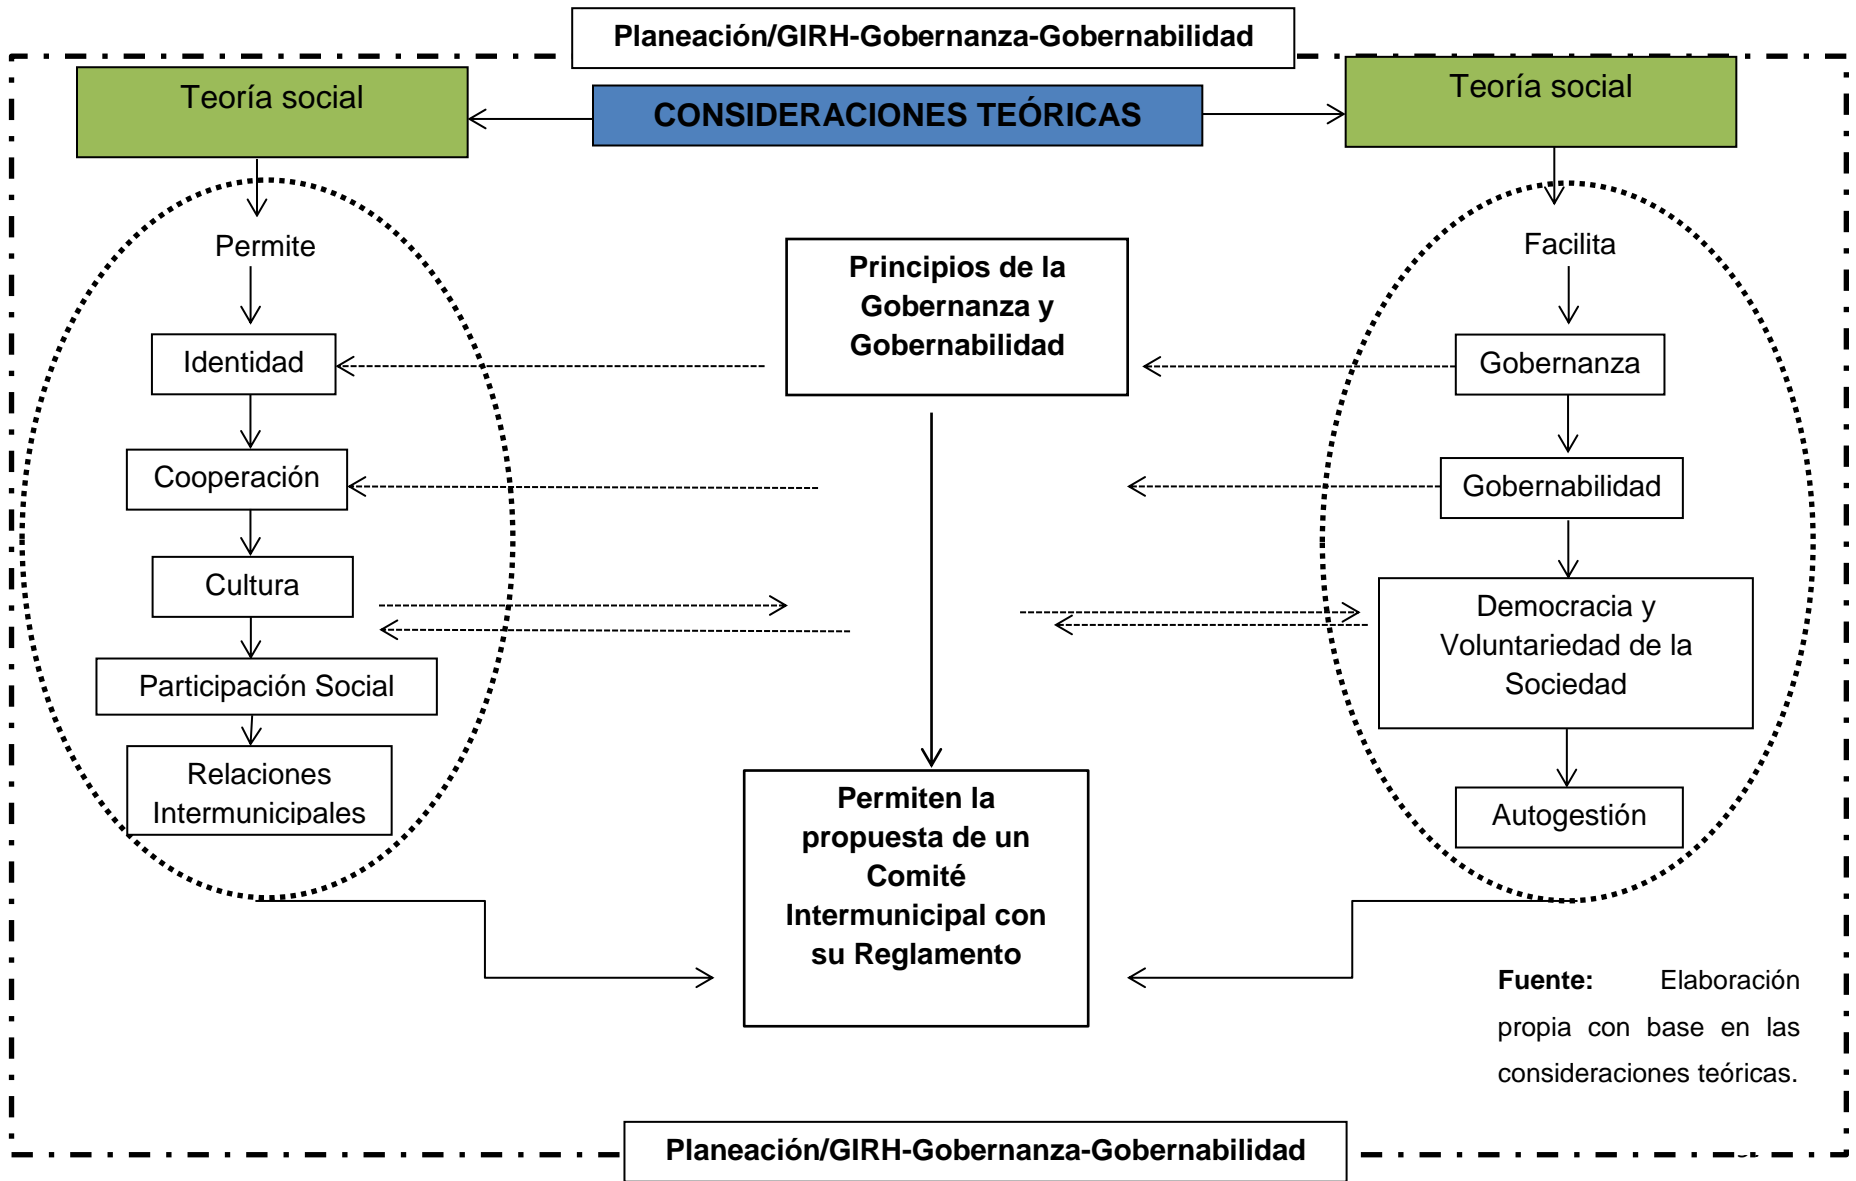 Planeación/GIRH-Gobernanza-Gobernabilidad
Teoría social
CONSIDERACIONES TEÓRICAS
Teoría social
Permite
Identidad
Cooperación
Cultura
Participación Social
Relaciones
Intermunicipales
Principios de la
Gobernanza y
Gobernabilidad
Permiten la
propuesta de un
Comité
Intermunicipal con
su Reglamento
Facilita
Gobernanza
Gobernabilidad
Democracia y
Voluntariedad de la
Sociedad
Autogestión
Fuente: Elaboración
propia con base en las
consideraciones teóricas.
Planeación/GIRH-Gobernanza-Gobernabilidad